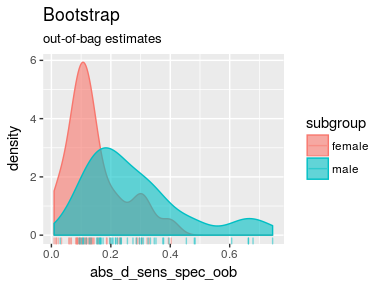 Bootstrap
out-of-bag estimates
6
4
2
0
density
0.0 0.2 0.4 0.6
abs_d_sens_spec_oob
subgroup
female
male